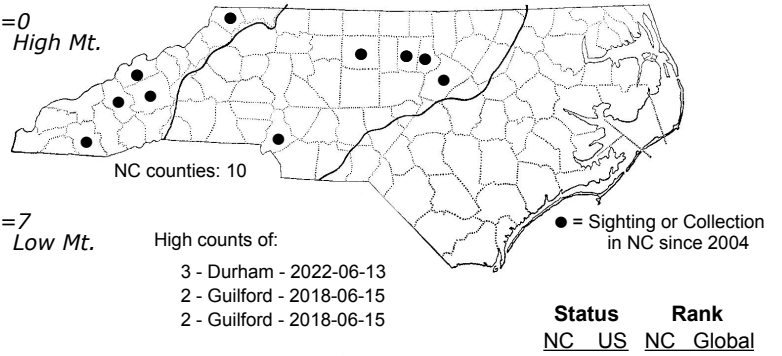 =0
High Mt.
NC counties: 10
=7
Low Mt.
High counts of:
3 - Durham - 2022-06-13
2 - Guilford - 2018-06-15
2 - Guilford - 2018-06-15
● = Sighting or Collection
in NC since 2004
Status Rank
NC US NC Global